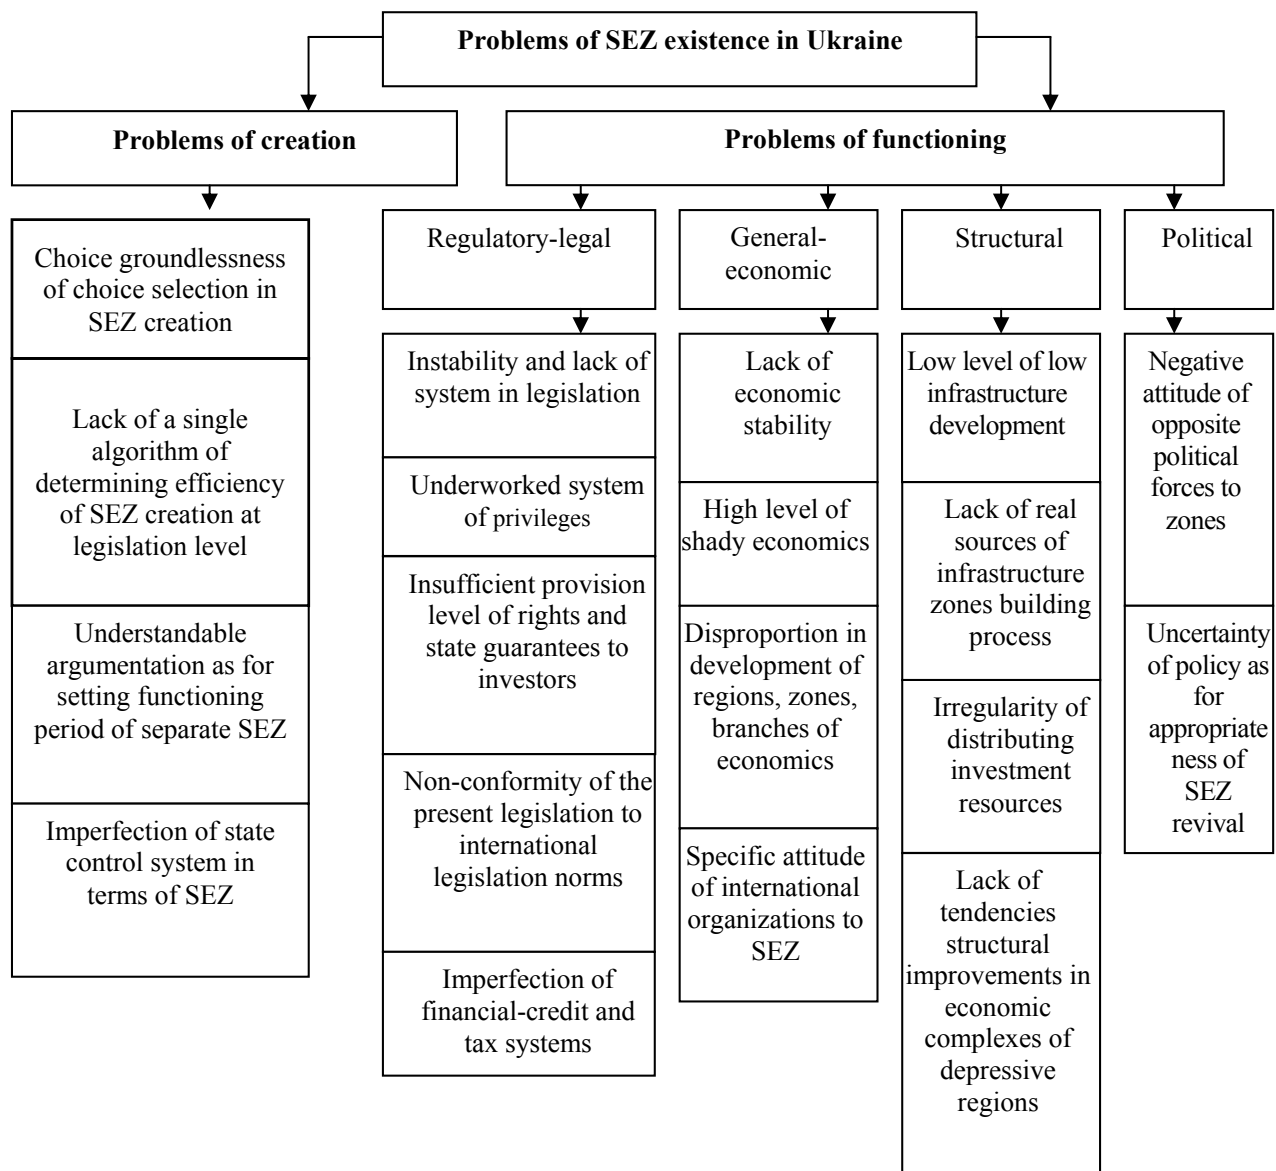 Problems of SEZ existence in Ukraine
Problems of creation
Problems of functioning
Choice groundlessness
of choice selection in
SEZ creation
Lack of a single
algorithm of
determining efficiency
of SEZ creation at
legislation level
Understandable
argumentation as for
setting functioning
period of separate SEZ
Imperfection of state
control system in
terms of SEZ
Regulatory-legal
Instability and lack of
system in legislation
Underworked system
of privileges
Insufficient provision
level of rights and
state guarantees to
investors
Non-conformity of the
present legislation to
international
legislation norms
Imperfection of
financial-credit and
tax systems
General-
economic
Lack of
economic
stability
High level of
shady economics
Disproportion in
development of
regions, zones,
branches of
economics
Specific attitude
of international
organizations to
SEZ
Structural
Low level of low
infrastructure
development
Lack of real
sources of
infrastructure
zones building
process
Irregularity of
distributing
investment
resources
Lack of
tendencies
structural
improvements in
economic
complexes of
depressive
regions
Political
Negative
attitude of
opposite
political
forces to
zones
Uncertainty
of policy as
for
appropriate
ness of
SEZ
revival